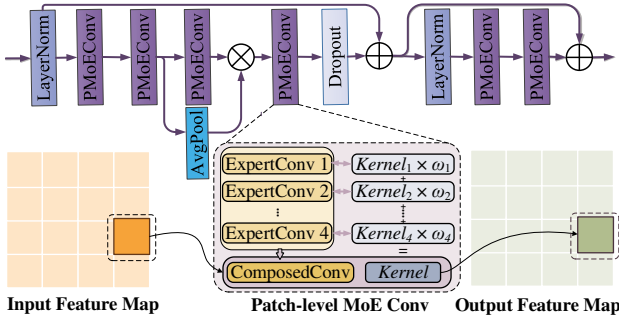 LayerNorm
PMoEConv
PMoEConv
PMoEConv
AvgPool
PMoEConv
Dropout
LayerNorm
PMoEConv
PMoEConv
ExpertConv 1
Kernel₁ × ω₁
+
ExpertConv 2
Kernel₂ × ω₂
+
⋮
⋮
+
ExpertConv 4
Kernel₄ × ω₄
=
ComposedConv
Kernel
Input Feature Map
Patch-level MoE Conv
Output Feature Map